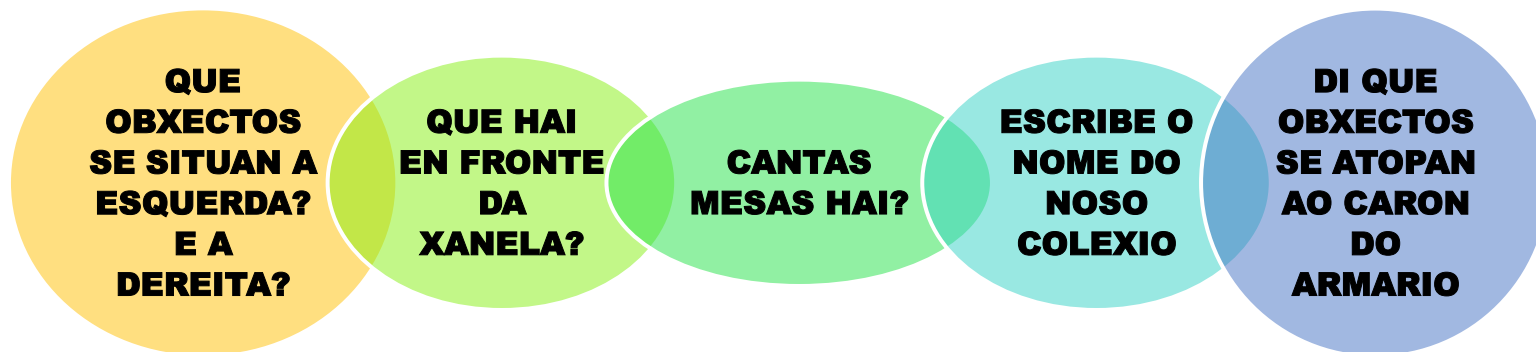 QUE
OBXECTOS
SE SITUAN A
ESQUERDA?
E A
DEREITA?
QUE HAI
EN FRONTE
DA
XANELA?
CANTAS
MESAS HAI?
ESCRIBE O
NOME DO
NOSO
COLEXIO
DI QUE
OBXECTOS
SE ATOPAN
AO CARON
DO
ARMARIO